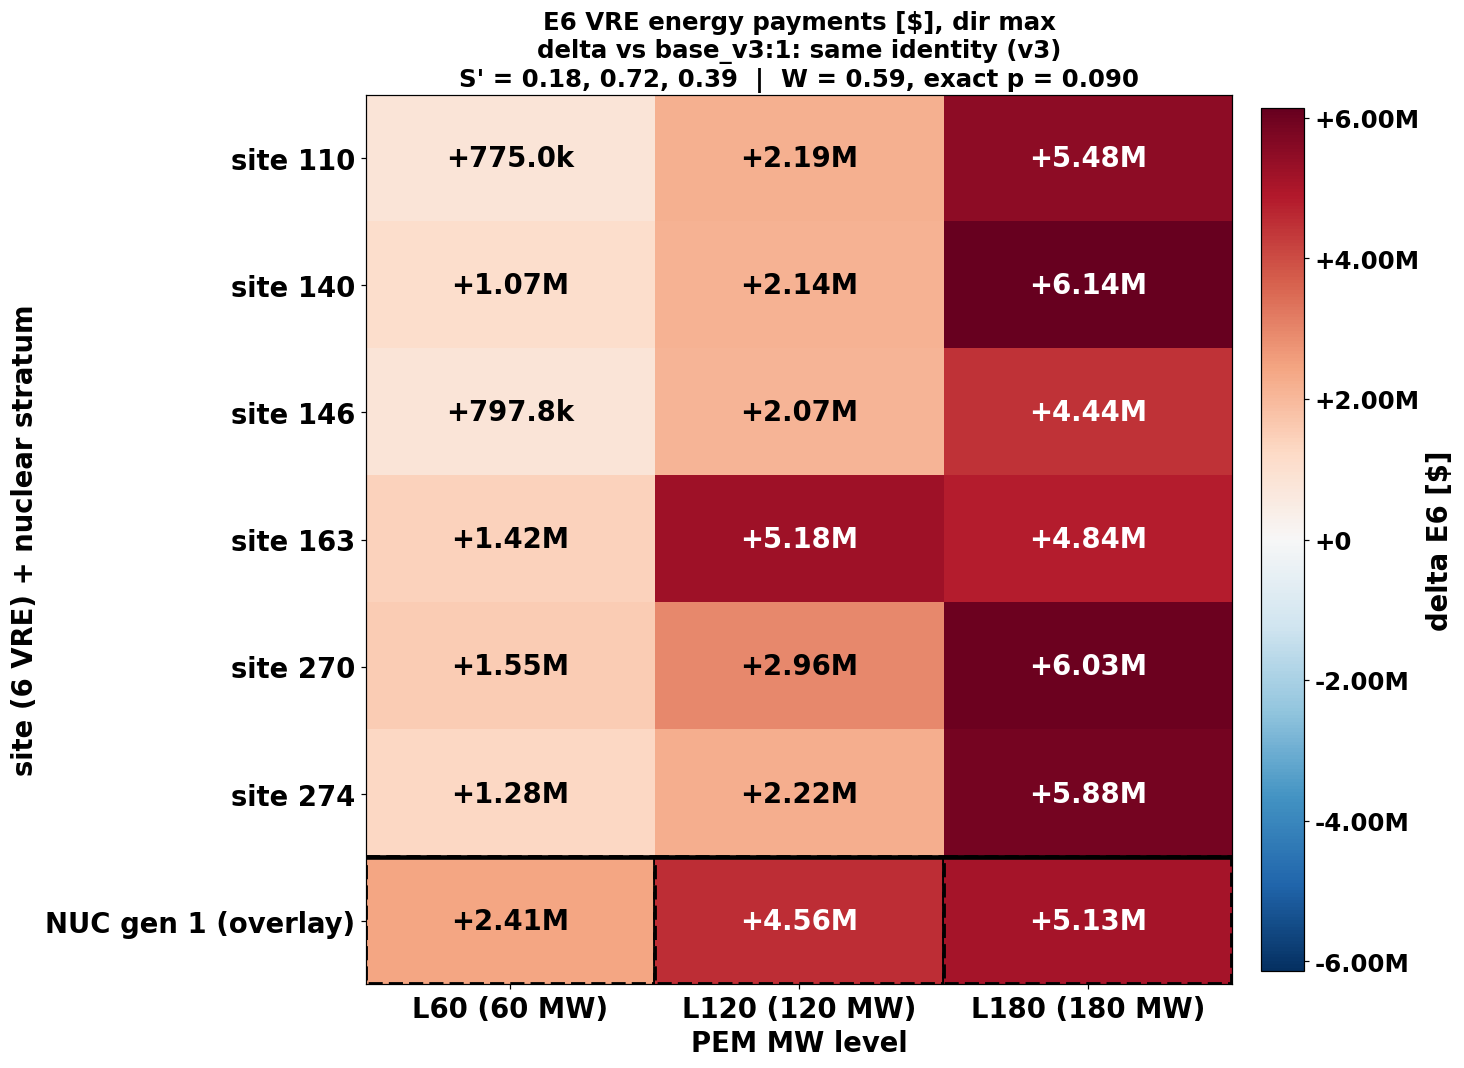 E6 VRE energy payments [$], dir max
delta vs base_v3:1: same identity (v3)
S' = 0.18, 0.72, 0.39 | W = 0.59, exact p = 0.090
site (6 VRE) + nuclear stratum
site 110 +775.0k +2.19M +5.48M
site 140 +1.07M +2.14M +6.14M
site 146 +797.8k +2.07M +4.44M
site 163 +1.42M +5.18M +4.84M
site 270 +1.55M +2.96M +6.03M
site 274 +1.28M +2.22M +5.88M
NUC gen 1 (overlay) +2.41M +4.56M +5.13M
L60 (60 MW) L120 (120 MW) L180 (180 MW)
PEM MW level
+6.00M
+4.00M
+2.00M
+0
-2.00M
-4.00M
-6.00M
delta E6 [$]